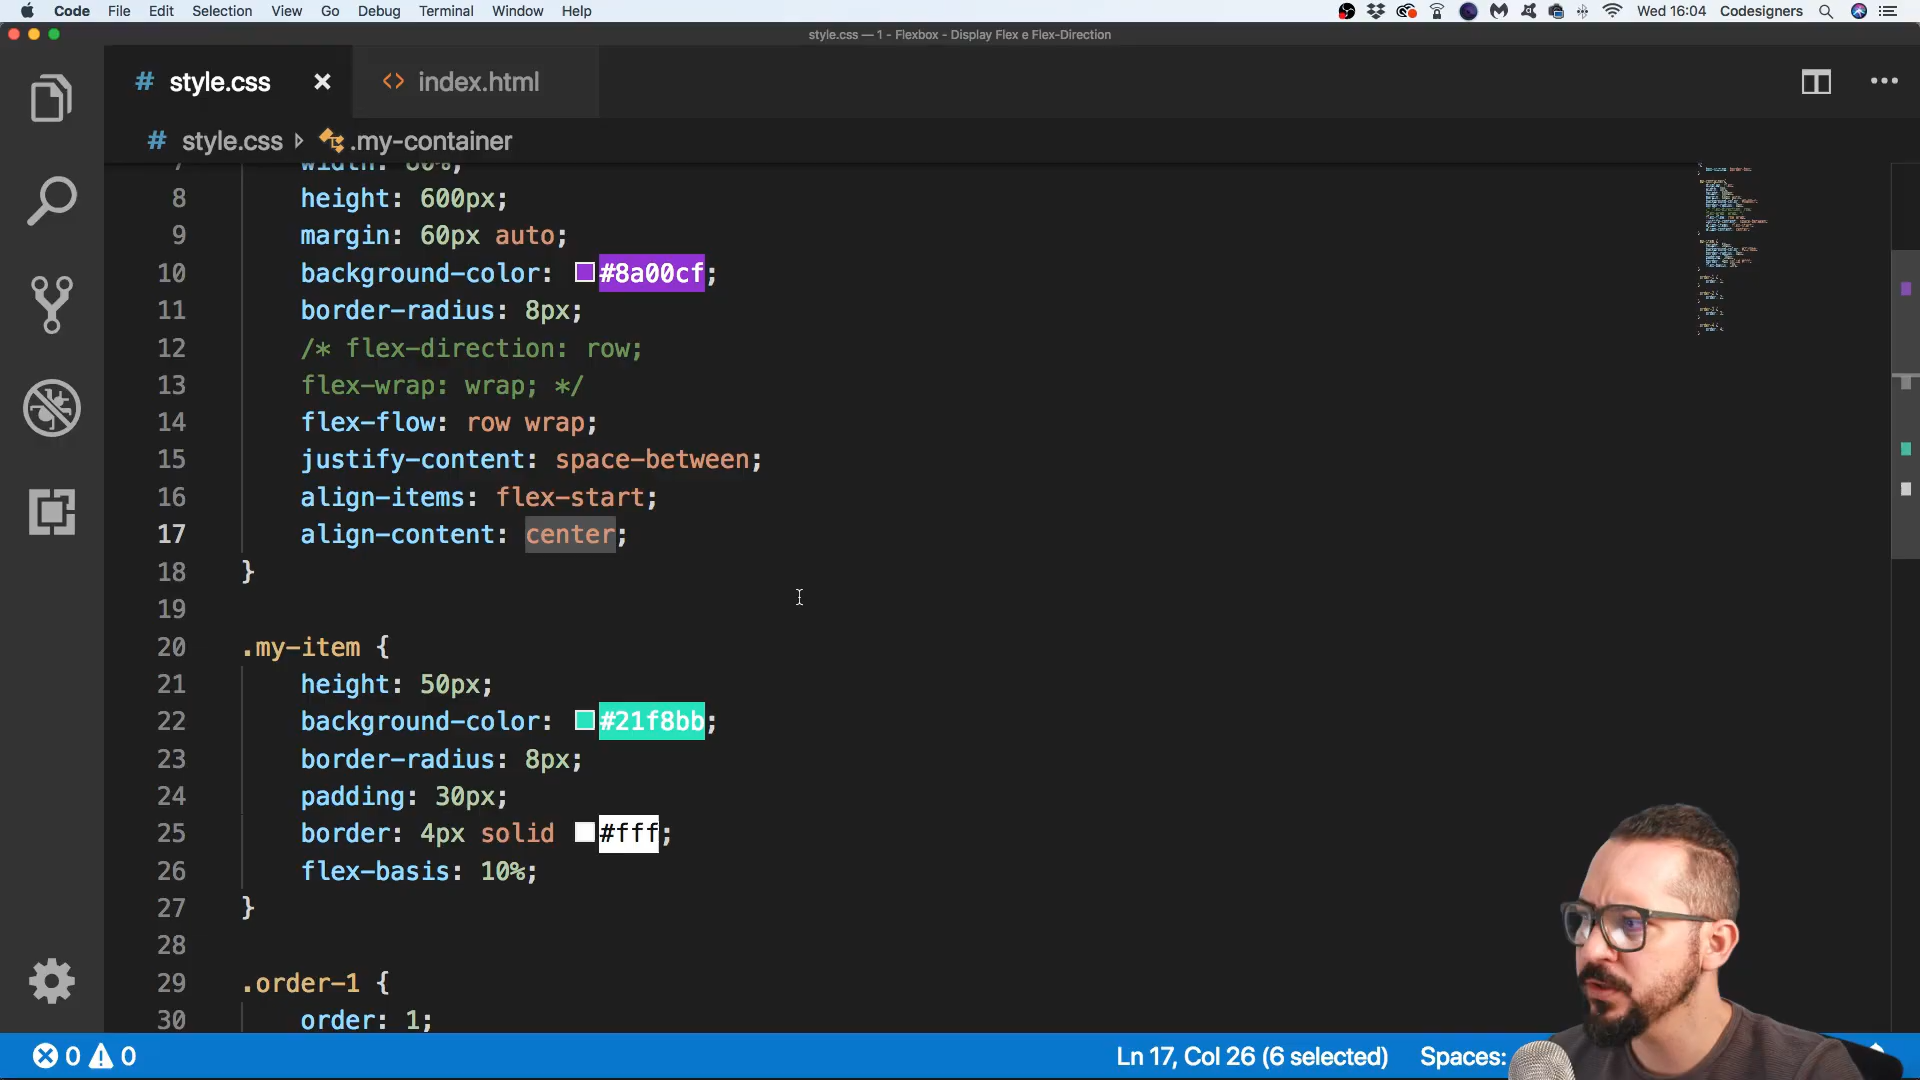 Code File Edit Selection View Go Debug Terminal Window Help Wed 16:04 Codesigners
style.css — 1 - Flexbox - Display Flex e Flex-Direction
# style.css × <> index.html
# style.css .my-container
7 width: 80%;
8 height: 600px;
9 margin: 60px auto;
10 background-color: #8a00cf;
11 border-radius: 8px;
12 /* flex-direction: row;
13 flex-wrap: wrap; */
14 flex-flow: row wrap;
15 justify-content: space-between;
16 align-items: flex-start;
17 align-content: center;
18 }
19
20 .my-item {
21 height: 50px;
22 background-color: #21f8bb;
23 border-radius: 8px;
24 padding: 30px;
25 border: 4px solid #fff;
26 flex-basis: 10%;
27 }
28
29 .order-1 {
30 order: 1;
0 0 Ln 17, Col 26 (6 selected) Spaces: